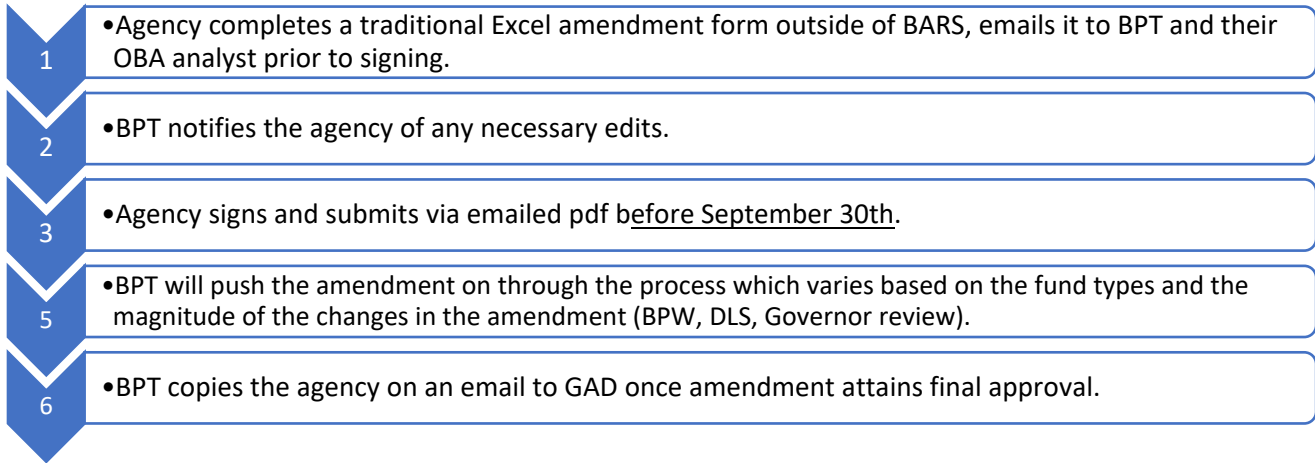 1
•Agency completes a traditional Excel amendment form outside of BARS, emails it to BPT and their
OBA analyst prior to signing.
2
•BPT notifies the agency of any necessary edits.
3
•Agency signs and submits via emailed pdf before September 30th.
5
•BPT will push the amendment on through the process which varies based on the fund types and the
magnitude of the changes in the amendment (BPW, DLS, Governor review).
6
•BPT copies the agency on an email to GAD once amendment attains final approval.